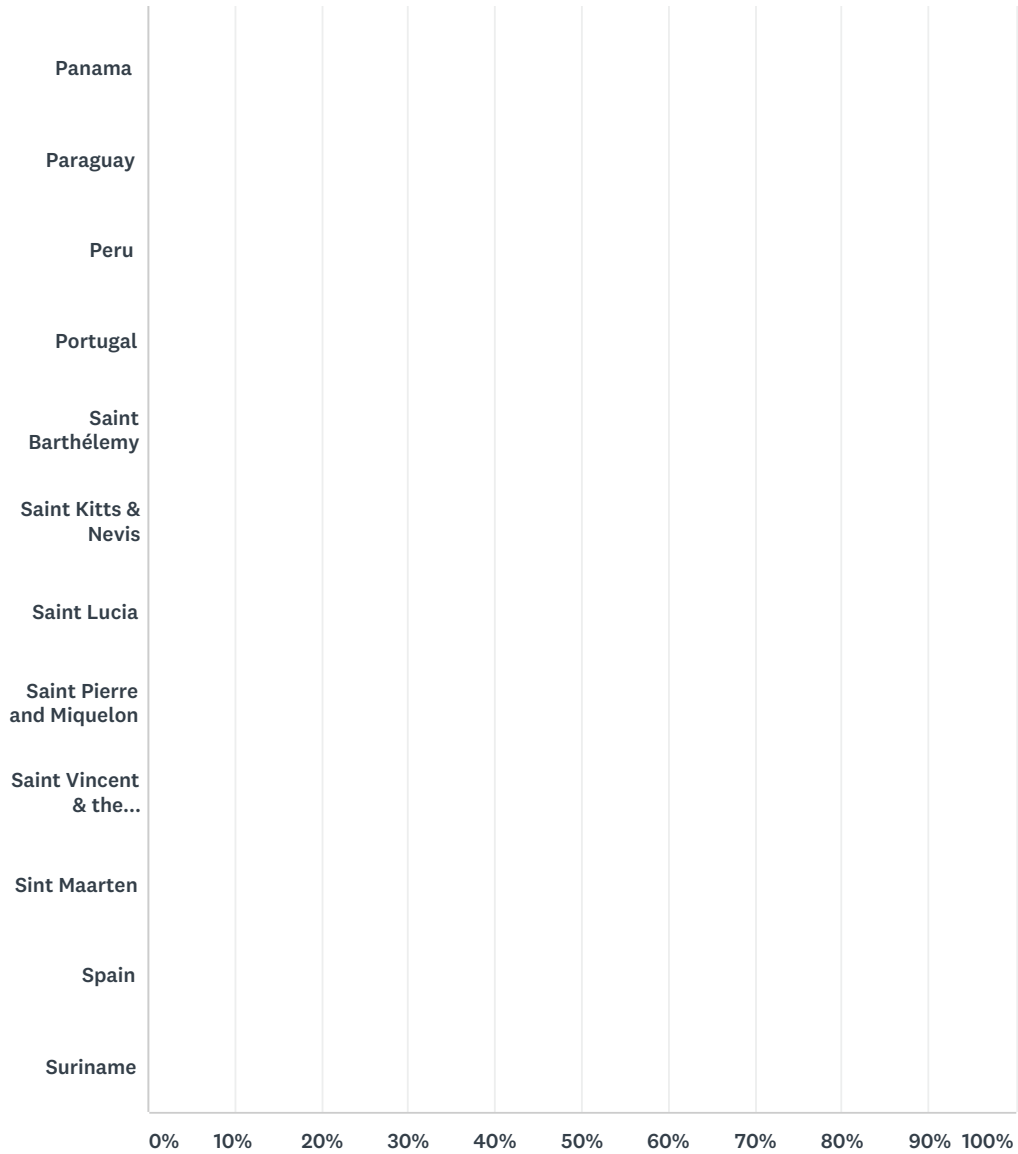 Panama
Paraguay
Peru
Portugal
Saint
Barthélemy
Saint Kitts &
Nevis
Saint Lucia
Saint Pierre
and Miquelon
Saint Vincent
& the...
Sint Maarten
Spain
Suriname
0% 10% 20% 30% 40% 50% 60% 70% 80% 90% 100%